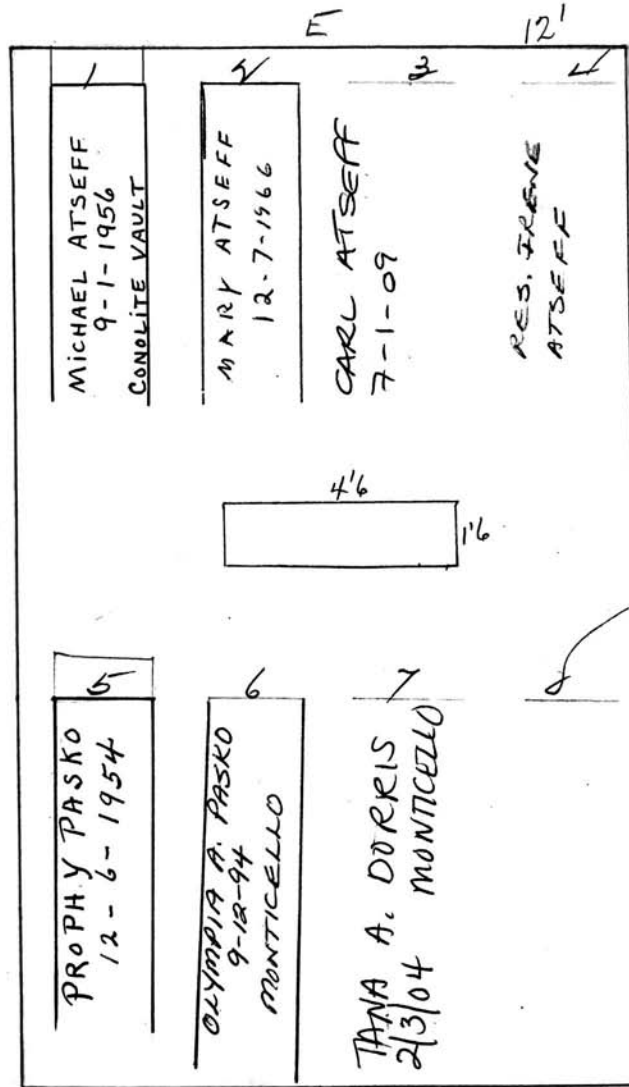 E 12'
1 2 3 4
MICHAEL ATSEFF
9-1-1956
CONOLITE VAULT
MARY ATSEFF
12-7-1966
CARL ATSEFF
7-1-09
RES. IRENE
ATSEFF
4'6
1'6
5 6 7 8
PROPHY PASKO
12-6-1954
OLYMPIA A. PASKO
9-12-94
MONTICELLO
TANA A. DORRIS
2/3/04 MONTICELLO